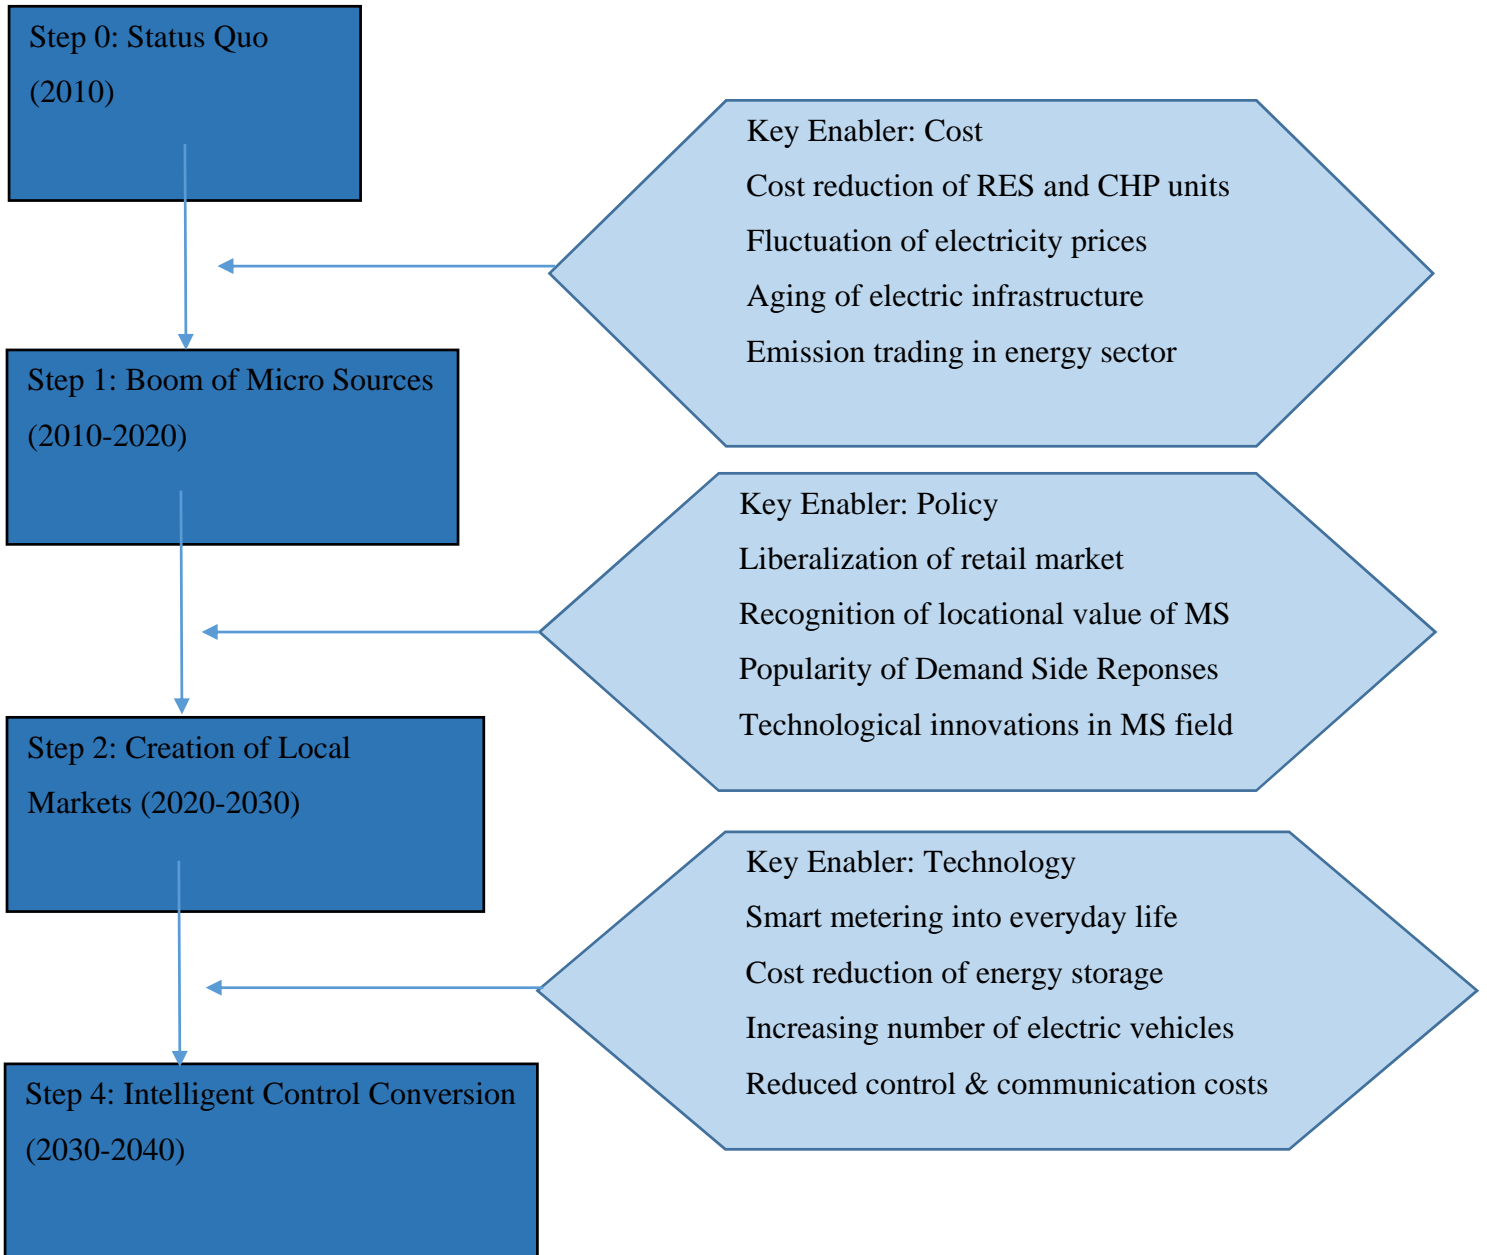 Step 0: Status Quo
(2010)
Key Enabler: Cost
Cost reduction of RES and CHP units
Fluctuation of electricity prices
Aging of electric infrastructure
Emission trading in energy sector
Step 1: Boom of Micro Sources
(2010-2020)
Key Enabler: Policy
Liberalization of retail market
Recognition of locational value of MS
Popularity of Demand Side Reponses
Technological innovations in MS field
Step 2: Creation of Local
Markets (2020-2030)
Key Enabler: Technology
Smart metering into everyday life
Cost reduction of energy storage
Increasing number of electric vehicles
Reduced control & communication costs
Step 4: Intelligent Control Conversion
(2030-2040)